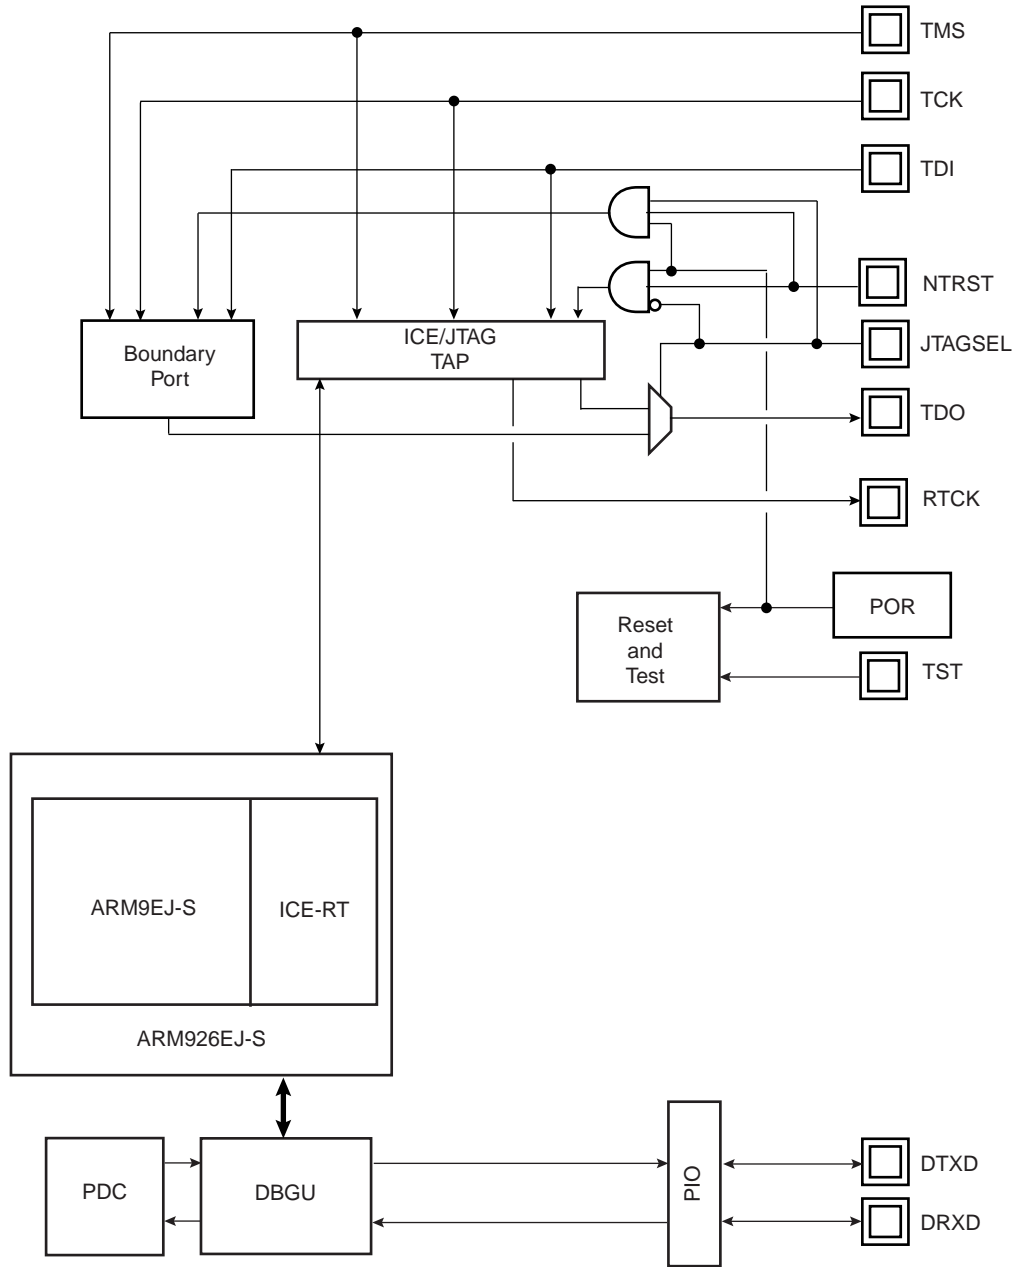 TMS
TCK
TDI
NTRST
JTAGSEL
TDO
RTCK
Boundary
Port
ICE/JTAG
TAP
POR
Reset
and
Test
TST
ARM9EJ-S
ICE-RT
ARM926EJ-S
PDC
DBGU
PIO
DTXD
DRXD